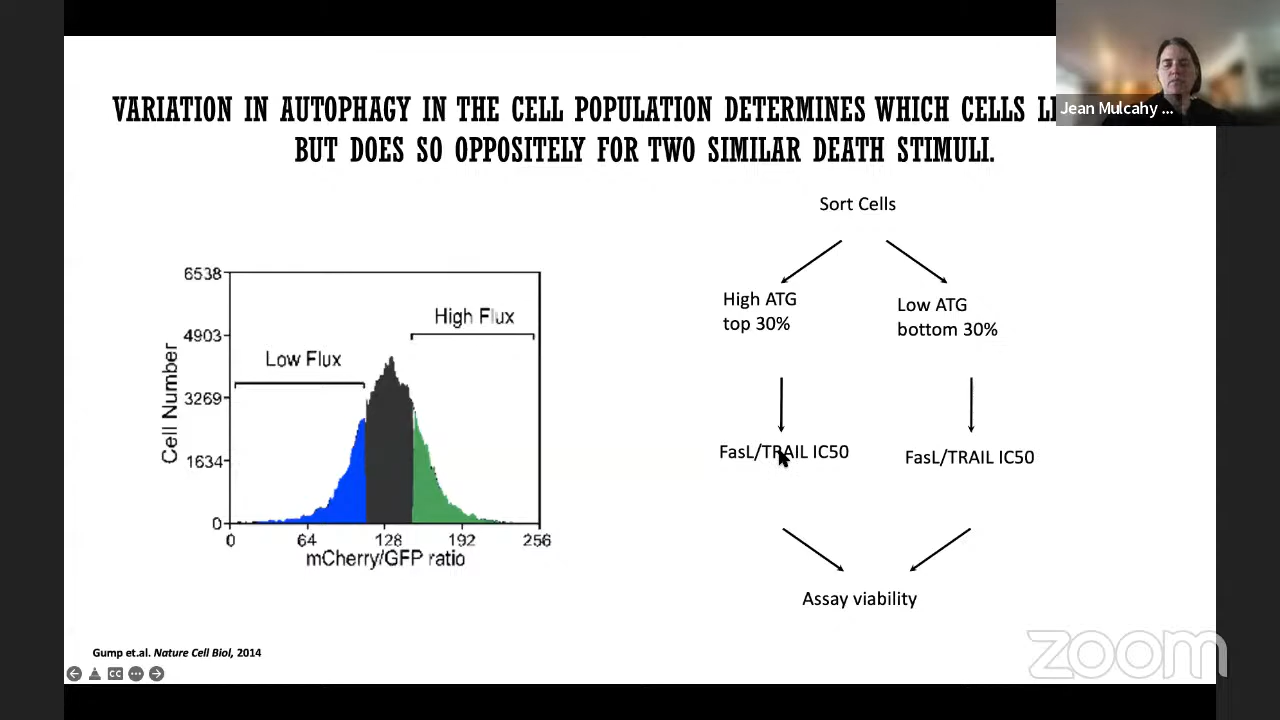 VARIATION IN AUTOPHAGY IN THE CELL POPULATION DETERMINES WHICH CELLS
BUT DOES SO OPPOSITELY FOR TWO SIMILAR DEATH STIMULI.
Jean Mulcahy ...
Sort Cells
High ATG
top 30%
Low ATG
bottom 30%
FasL/TRAIL IC50
FasL/TRAIL IC50
Assay viability
6538
4903
3269
1634
0
Cell Number
Low Flux
High Flux
0 64 128 192 256
mCherry/GFP ratio
Gump et.al. Nature Cell Biol, 2014
CC
zoom